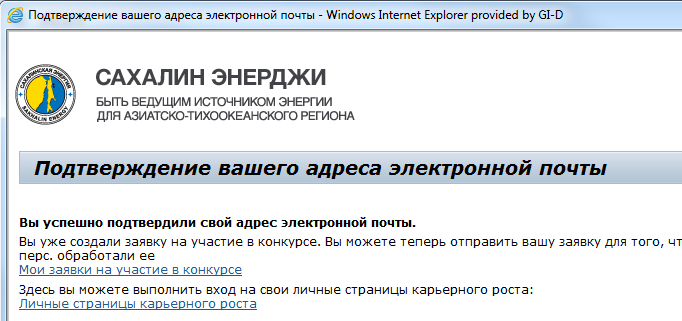 Подтверждение вашего адреса электронной почты - Windows Internet Explorer provided by GI-D
САХАЛИНСКАЯ ЭНЕРГИЯ
SAKHALIN ENERGY
САХАЛИН ЭНЕРДЖИ
БЫТЬ ВЕДУЩИМ ИСТОЧНИКОМ ЭНЕРГИИ
ДЛЯ АЗИАТСКО-ТИХООКЕАНСКОГО РЕГИОНА
Подтверждение вашего адреса электронной почты
Вы успешно подтвердили свой адрес электронной почты.
Вы уже создали заявку на участие в конкурсе. Вы можете теперь отправить вашу заявку для того, чт
перс. обработали ее
Мои заявки на участие в конкурсе
Здесь вы можете выполнить вход на свои личные страницы карьерного роста:
Личные страницы карьерного роста